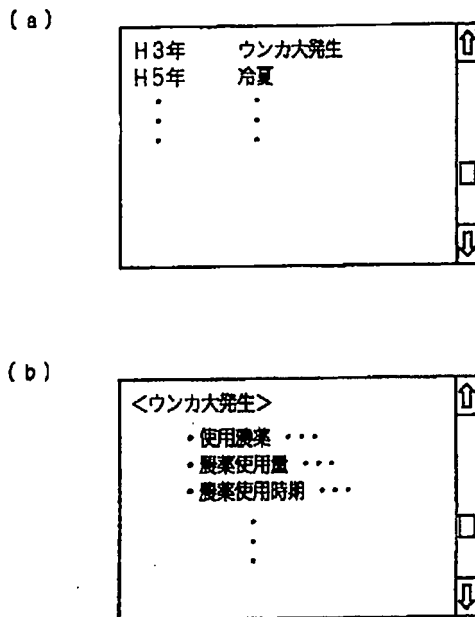 (a)
H3年 ウンカ大発生
H5年 冷夏
・ ・
・ ・
・ ・
(b)
<ウンカ大発生>
・使用農薬 ・・・
・農薬使用量 ・・・
・農薬使用時期 ・・・
・
・
・